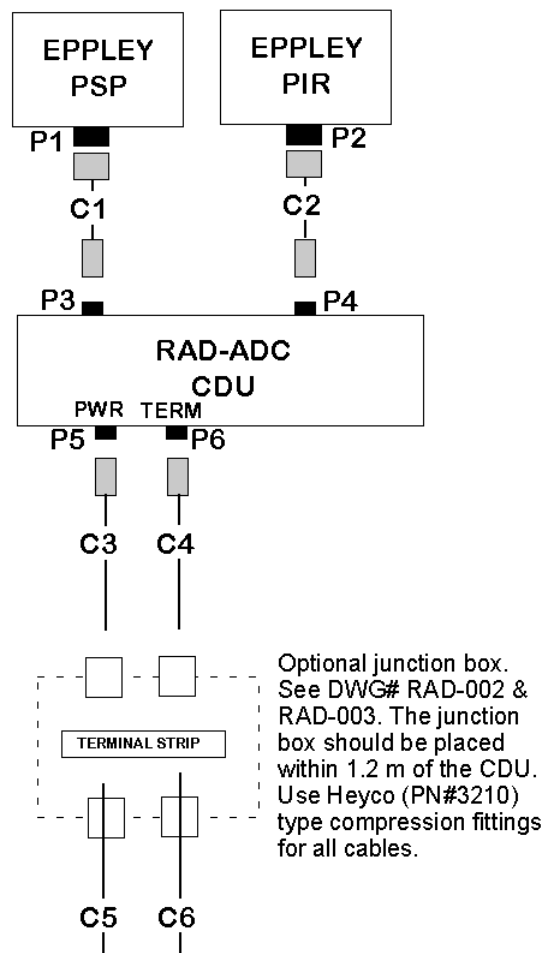 EPPLEY
PSP
EPPLEY
PIR
P1
P2
C1
C2
P3
P4
RAD-ADC
CDU
PWR
TERM
P5
P6
C3
C4
Optional junction box.
See DWG# RAD-002 &
RAD-003. The junction
box should be placed
within 1.2 m of the CDU.
Use Heyco (PN#3210)
type compression fittings
for all cables.
TERMINAL STRIP
C5
C6